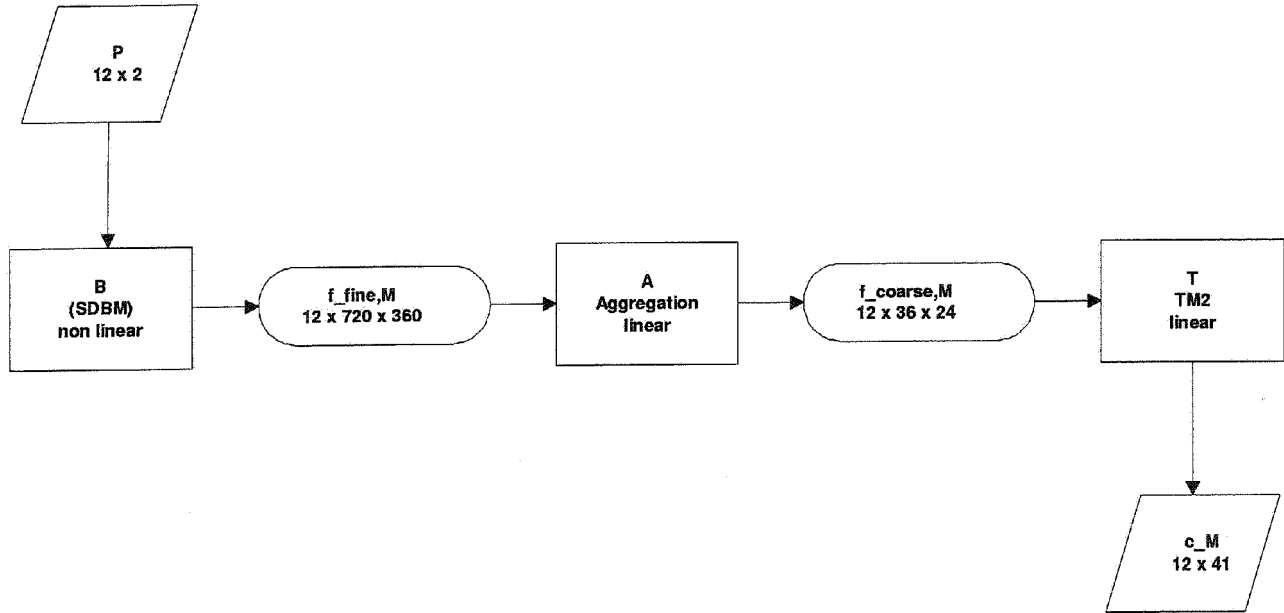 P
12 x 2
B
(SDBM)
non linear
f_fine,M
12 x 720 x 360
A
Aggregation
linear
f_coarse,M
12 x 36 x 24
T
TM2
linear
c_M
12 x 41